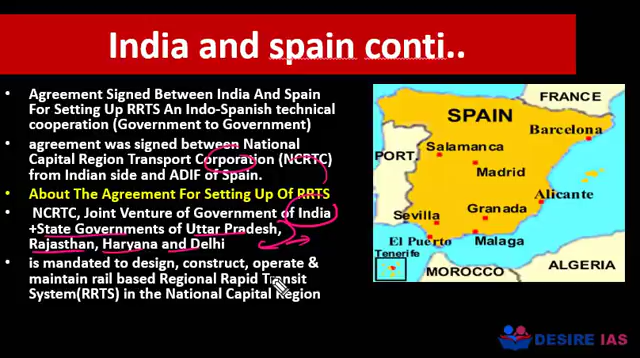 India and spain conti..
Agreement Signed Between India And Spain
For Setting Up RRTS An Indo-Spanish technical
cooperation (Government to Government)
agreement was signed between National
Capital Region Transport Corporation (NCRTC)
from Indian side and ADIF of Spain.
About The Agreement For Setting Up Of RRTS
NCRTC, Joint Venture of Government of India
+State Governments of Uttar Pradesh,
Rajasthan, Haryana and Delhi
is mandated to design, construct, operate &
maintain rail based Regional Rapid Transit
System(RRTS) in the National Capital Region
FRANCE
SPAIN
Barcelona
PORT.
Salamanca
Madrid
Alicante
Sevilla
Granada
El Puerto
Malaga
Tenerife
MOROCCO
ALGERIA
DESIRE IAS